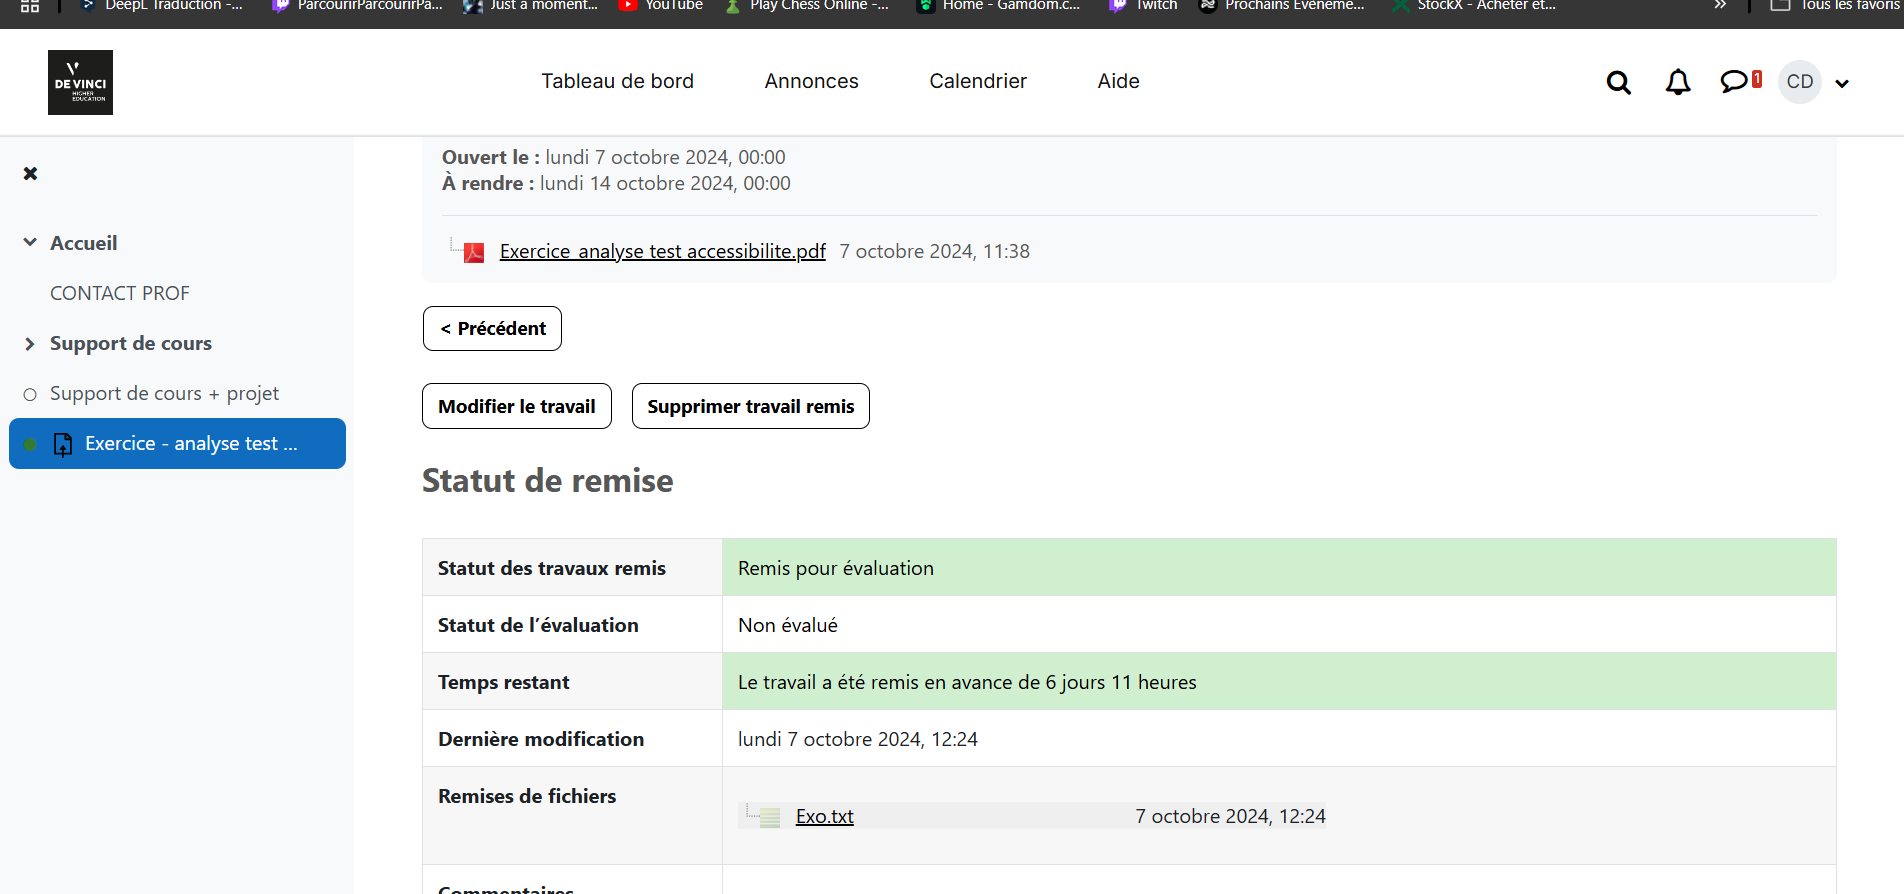 DeepL Traduction -...
ParcourirParcourirPa...
Just a moment...
YouTube
Play Chess Online -...
Home - Gamdom.c...
Twitch
Prochains Évèneme...
StockX - Acheter et...
»
Tous les favoris
DE VINCI
HIGHER
EDUCATION
Tableau de bord
Annonces
Calendrier
Aide
1
CD
Ouvert le : lundi 7 octobre 2024, 00:00
À rendre : lundi 14 octobre 2024, 00:00
Accueil
Exercice_analyse test accessibilite.pdf 7 octobre 2024, 11:38
CONTACT PROF
< Précédent
Support de cours
Support de cours + projet
Modifier le travail
Supprimer travail remis
Exercice - analyse test ...
Statut de remise
Statut des travaux remis
Remis pour évaluation
Statut de l’évaluation
Non évalué
Temps restant
Le travail a été remis en avance de 6 jours 11 heures
Dernière modification
lundi 7 octobre 2024, 12:24
Remises de fichiers
Exo.txt
7 octobre 2024, 12:24
Commentaires